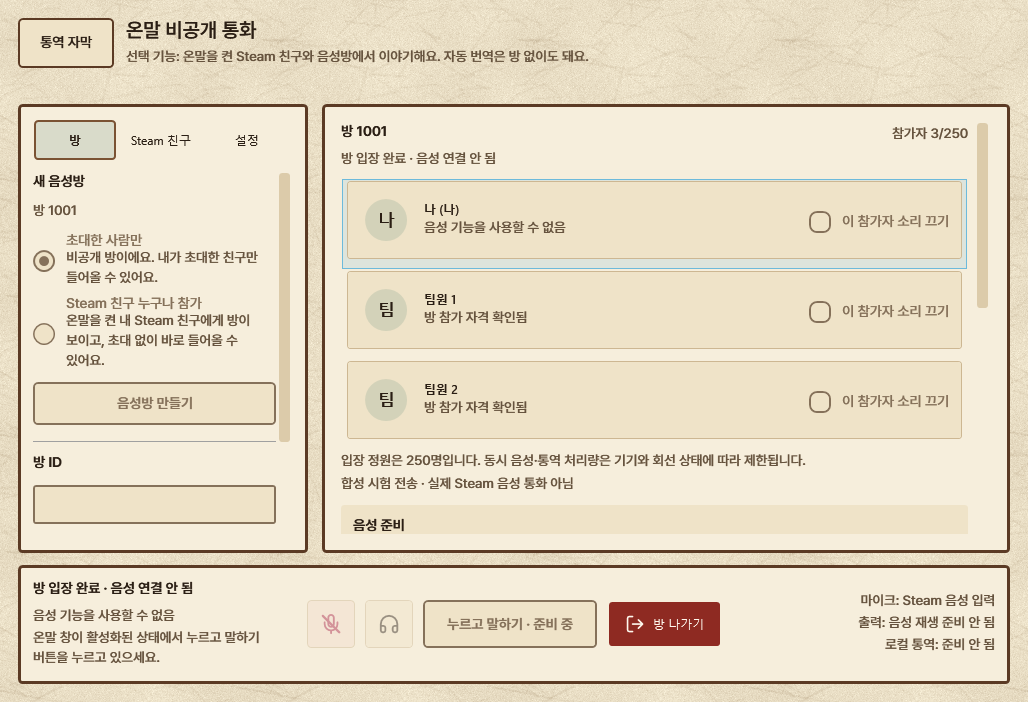 통역 자막
온말 비공개 통화
선택 기능: 온말을 켠 Steam 친구와 음성방에서 이야기해요. 자동 번역은 방 없이도 돼요.
방
Steam 친구
설정
새 음성방
방 1001
초대한 사람만
비공개 방이에요. 내가 초대한 친구만
들어올 수 있어요.
Steam 친구 누구나 참가
온말을 켠 내 Steam 친구에게 방이
보이고, 초대 없이 바로 들어올 수
있어요.
음성방 만들기
방 ID
방 1001
참가자 3/250
방 입장 완료 · 음성 연결 안 됨
나
나 (나)
음성 기능을 사용할 수 없음
이 참가자 소리 끄기
팀
팀원 1
방 참가 자격 확인됨
이 참가자 소리 끄기
팀
팀원 2
방 참가 자격 확인됨
이 참가자 소리 끄기
입장 정원은 250명입니다. 동시 음성·통역 처리량은 기기와 회선 상태에 따라 제한됩니다.
합성 시험 전송 · 실제 Steam 음성 통화 아님
음성 준비
방 입장 완료 · 음성 연결 안 됨
음성 기능을 사용할 수 없음
온말 창이 활성화된 상태에서 누르고 말하기
버튼을 누르고 있으세요.
누르고 말하기 · 준비 중
방 나가기
마이크: Steam 음성 입력
출력: 음성 재생 준비 안 됨
로컬 통역: 준비 안 됨